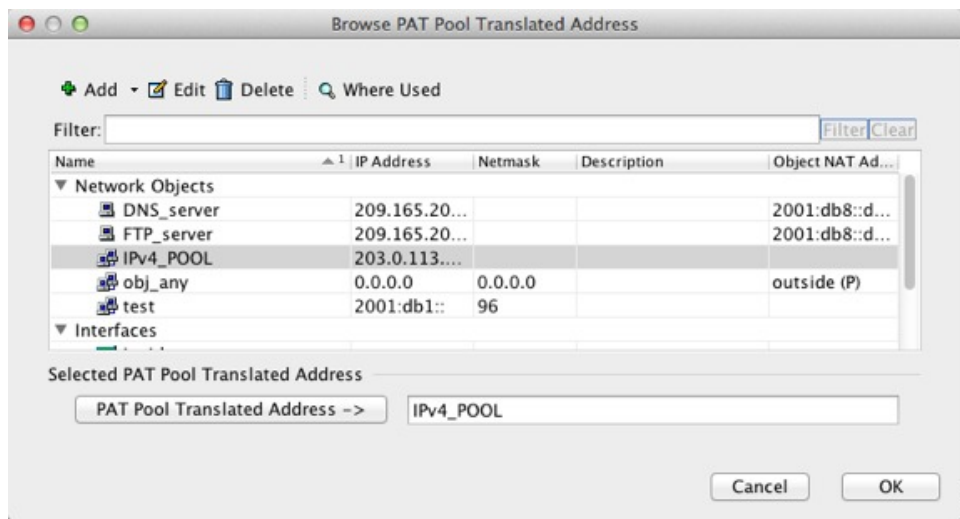 Browse PAT Pool Translated Address
Add Edit Delete Where Used
Filter: Filter Clear
Name 1 IP Address Netmask Description Object NAT Ad...
Network Objects
DNS_server 209.165.20... 2001:db8::d...
FTP_server 209.165.20... 2001:db8::d...
IPv4_POOL 203.0.113....
obj_any 0.0.0.0 0.0.0.0 outside (P)
test 2001:db1:: 96
Interfaces
Selected PAT Pool Translated Address
PAT Pool Translated Address -> IPv4_POOL
Cancel OK